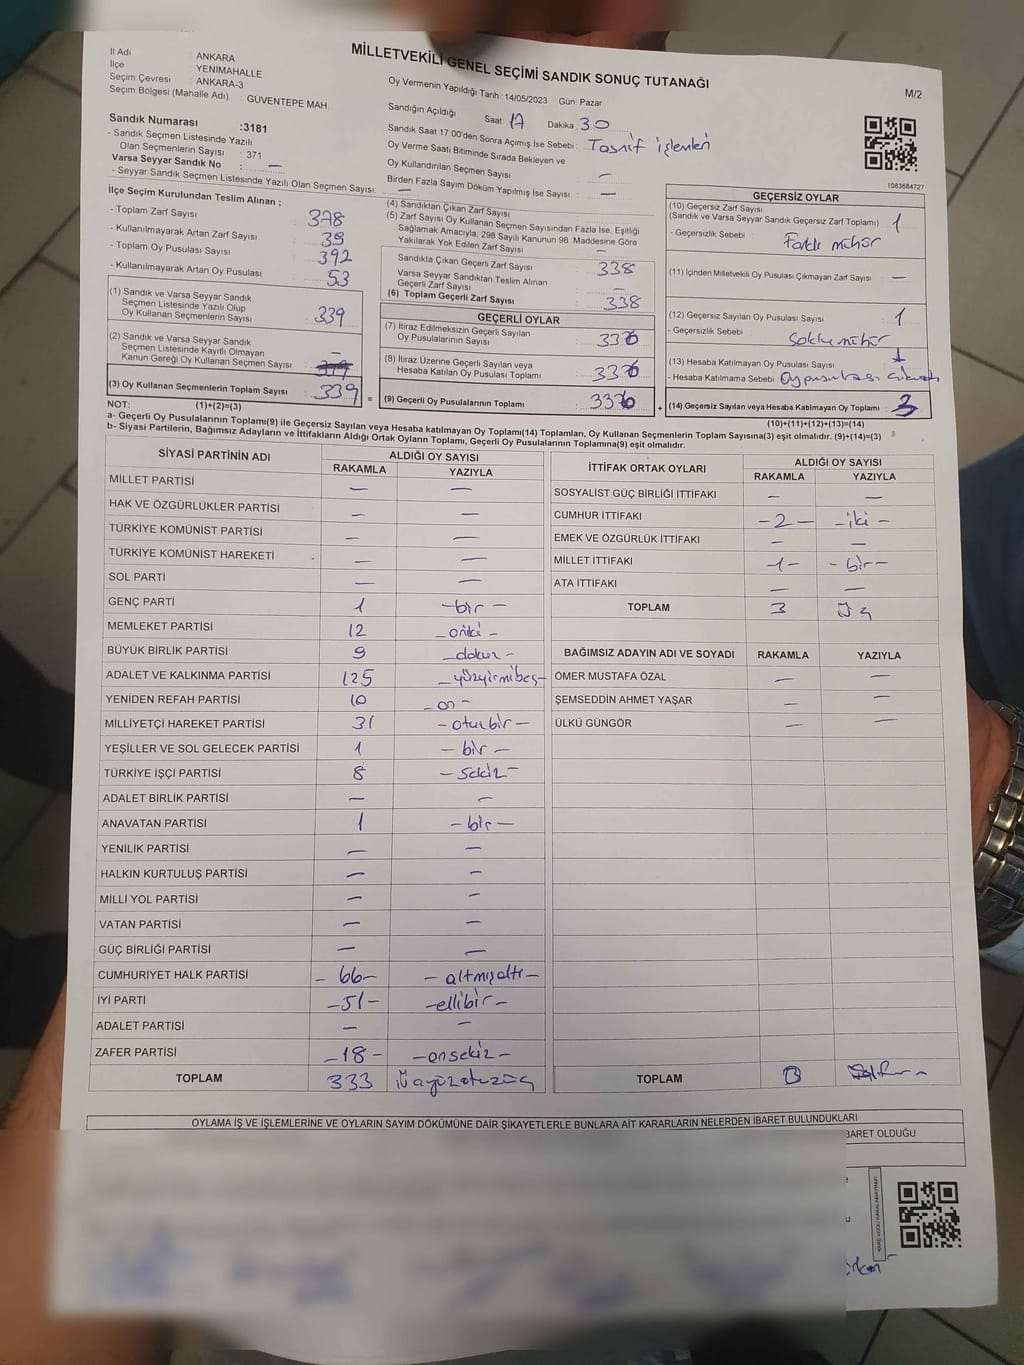 MİLLETVEKİLİ GENEL SEÇİMİ SANDIK SONUÇ TUTANAĞI
M/2
İl Adı : ANKARA
İlçe : YENİMAHALLE
Seçim Çevresi : ANKARA-3
Seçim Bölgesi (Mahalle Adı) : GÜVENTEPE MAH.
Oy Vermenin Yapıldığı Tarih : 14/05/2023 Gün: Pazar
Sandığın Açıldığı Saat: 17 Dakika : 30
Sandık Saat 17:00'den Sonra Açımış İse Sebebi : Tasnif işlemleri
Oy Verme Saati Bitiminde Sırada Bekleyen ve
Oy Kullandırılan Seçmen Sayısı : —
Birden Fazla Sayım Döküm Yapılmış İse Sayısı : —
Sandık Numarası :3181
- Sandık Seçmen Listesinde Yazılı
Olan Seçmenlerin Sayısı : 371
Varsa Seyyar Sandık No : —
- Seyyar Sandık Seçmen Listesinde Yazılı Olan Seçmen Sayısı: —
1083684727
İlçe Seçim Kurulundan Teslim Alınan ;
- Toplam Zarf Sayısı : 378
- Kullanılmayarak Artan Zarf Sayısı : 39
- Toplam Oy Pusulası Sayısı : 392
- Kullanılmayarak Artan Oy Pusulası : 53
(1) Sandık ve Varsa Seyyar Sandık
Seçmen Listesinde Yazılı Olup
Oy Kullanan Seçmenlerin Sayısı : 339
(2) Sandık ve Varsa Seyyar Sandık
Seçmen Listesinde Kayıtlı Olmayan
Kanun Gereği Oy Kullanan Seçmen Sayısı : —
(3) Oy Kullanan Seçmenlerin Toplam Sayısı : 339
(4) Sandıktan Çıkan Zarf Sayısı :
(5) Zarf Sayısı Oy Kullanan Seçmen Sayısından Fazla İse, Eşitliği
Sağlamak Amacıyla, 298 Sayılı Kanunun 98. Maddesine Göre
Yakılarak Yok Edilen Zarf Sayısı : —
Sandıkta Çıkan Geçerli Zarf Sayısı : 338
Varsa Seyyar Sandıktan Teslim Alınan
Geçerli Zarf Sayısı : —
(6) Toplam Geçerli Zarf Sayısı : 338
GEÇERLİ OYLAR
(7) İtiraz Edilmeksizin Geçerli Sayılan
Oy Pusulalarının Sayısı : 336
(8) İtiraz Üzerine Geçerli Sayılan veya
Hesaba Katılan Oy Pusulası Toplamı : 336
= (9) Geçerli Oy Pusulalarının Toplamı : 336
GEÇERSİZ OYLAR
(10) Geçersiz Zarf Sayısı
(Sandık ve Varsa Seyyar Sandık Geçersiz Zarf Toplamı) : 1
- Geçersizlik Sebebi : Farklı mühür
(11) İçinden Milletvekili Oy Pusulası Çıkmayan Zarf Sayısı : —
(12) Geçersiz Sayılan Oy Pusulası Sayısı : 1
- Geçersizlik Sebebi :
(13) Hesaba Katılmayan Oy Pusulası Sayısı : 1
- Hesaba Katılmama Sebebi : Oy pusulası
+ (14) Geçersiz Sayılan veya Hesaba Katılmayan Oy Toplamı : 3
NOT: (1)+(2)=(3)
(10)+(11)+(12)+(13)=(14)
a- Geçerli Oy Pusulalarının Toplamı(9) ile Geçersiz Sayılan veya Hesaba katılmayan Oy Toplamı(14) Toplamları, Oy Kullanan Seçmenlerin Toplam Sayısına(3) eşit olmalıdır. (9)+(14)=(3)
b- Siyasi Partilerin, Bağımsız Adayların ve İttifakların Aldığı Ortak Oyların Toplamı, Geçerli Oy Pusulalarının Toplamına(9) eşit olmalıdır.
SİYASİ PARTİNİN ADI ALDIĞI OY SAYISI
RAKAMLA YAZIYLA
MİLLET PARTİSİ — —
HAK VE ÖZGÜRLÜKLER PARTİSİ — —
TÜRKİYE KOMÜNİST PARTİSİ — —
TÜRKİYE KOMÜNİST HAREKETİ — —
SOL PARTİ — —
GENÇ PARTİ 1 —bir—
MEMLEKET PARTİSİ 12 —oniki—
BÜYÜK BİRLİK PARTİSİ 9 —dokuz—
ADALET VE KALKINMA PARTİSİ 125 —yüzyirmibeş—
YENİDEN REFAH PARTİSİ 10 —on—
MİLLİYETÇİ HAREKET PARTİSİ 31 —otuzbir—
YEŞİLLER VE SOL GELECEK PARTİSİ 1 —bir—
TÜRKİYE İŞÇİ PARTİSİ 8 —sekiz—
ADALET BİRLİK PARTİSİ — —
ANAVATAN PARTİSİ 1 —bir—
YENİLİK PARTİSİ — —
HALKIN KURTULUŞ PARTİSİ — —
MİLLİ YOL PARTİSİ — —
VATAN PARTİSİ — —
GÜÇ BİRLİĞİ PARTİSİ — —
CUMHURİYET HALK PARTİSİ —66— —altmışaltı—
İYİ PARTİ —51— —ellibir—
ADALET PARTİSİ — —
ZAFER PARTİSİ —18— —onsekiz—
TOPLAM 333 Üçyüzotuzüç
İTTİFAK ORTAK OYLARI ALDIĞI OY SAYISI
RAKAMLA YAZIYLA
SOSYALİST GÜÇ BİRLİĞİ İTTİFAKI — —
CUMHUR İTTİFAKI —2— —iki—
EMEK VE ÖZGÜRLÜK İTTİFAKI — —
MİLLET İTTİFAKI —1— —bir—
ATA İTTİFAKI — —
TOPLAM 3 Üç
BAĞIMSIZ ADAYIN ADI VE SOYADI RAKAMLA YAZIYLA
ÖMER MUSTAFA ÖZAL — —
ŞEMSEDDİN AHMET YAŞAR — —
ÜLKÜ GÜNGÖR — —
TOPLAM
OYLAMA İŞ VE İŞLEMLERİNE VE OYLARIN SAYIM DÖKÜMÜNE DAİR ŞİKAYETLERLE BUNLARA AİT KARARLARIN NELERDEN İBARET BULUNDUKLARI
BARET OLDUĞU